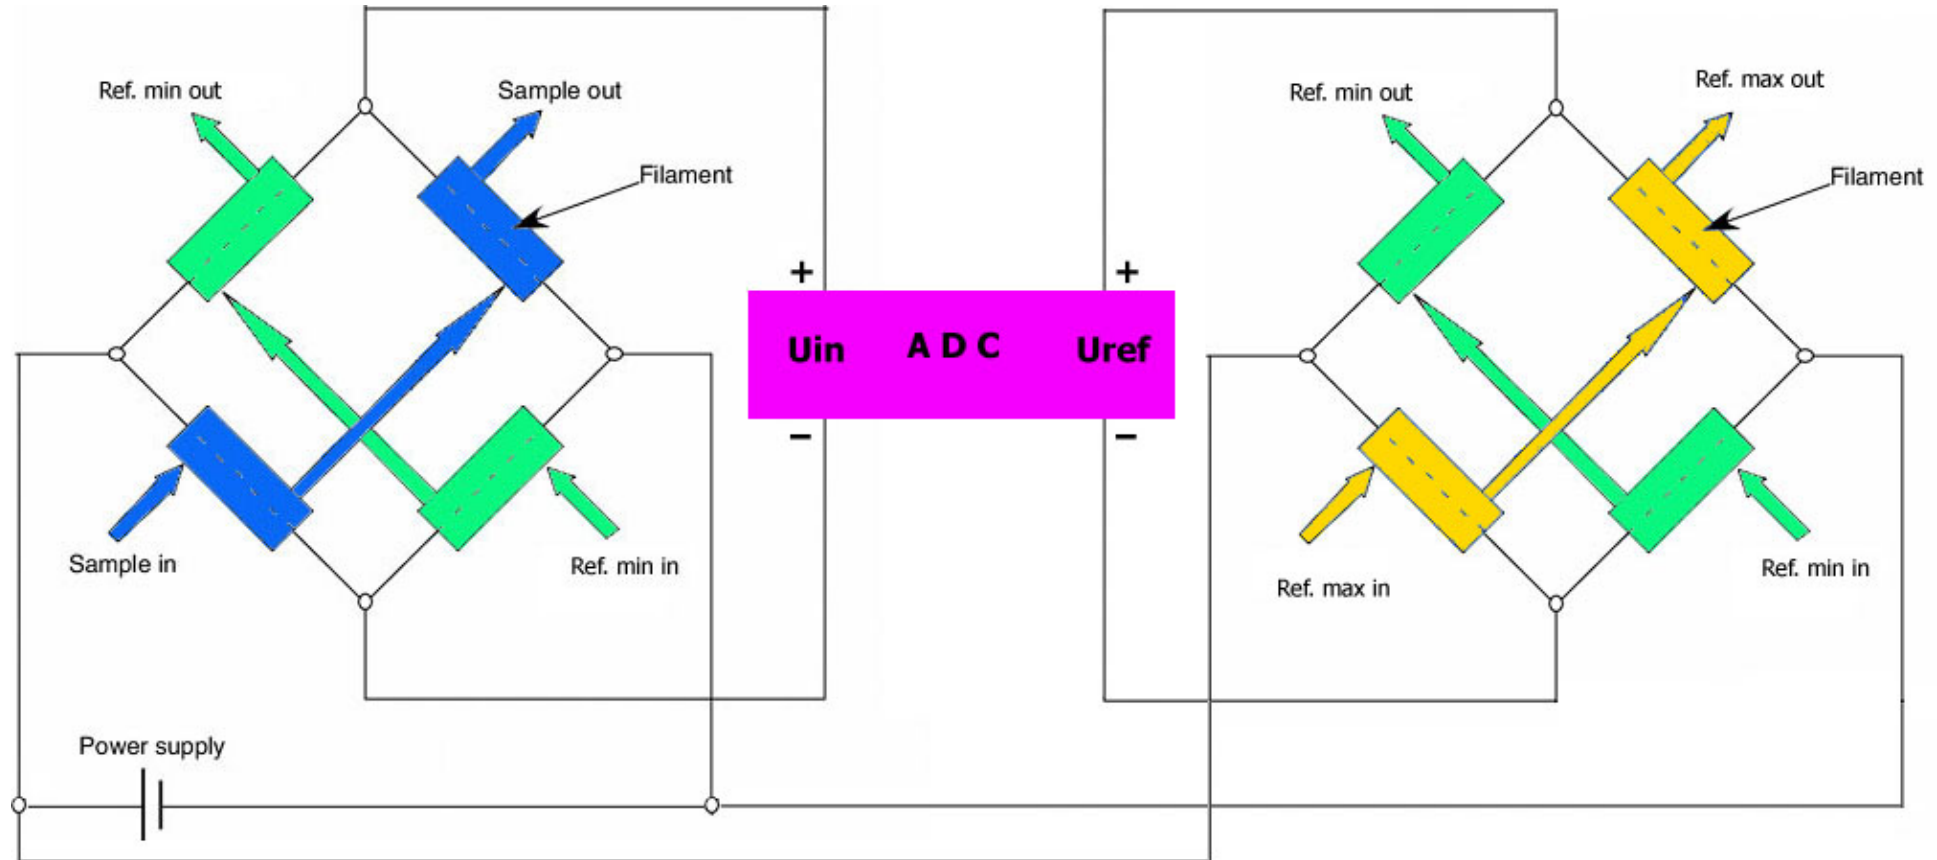 Ref. min out
Sample out
Filament
Sample in
Ref. min in
Power supply
+
+
Uin
A D C
Uref
–
–
Ref. min out
Ref. max out
Filament
Ref. max in
Ref. min in